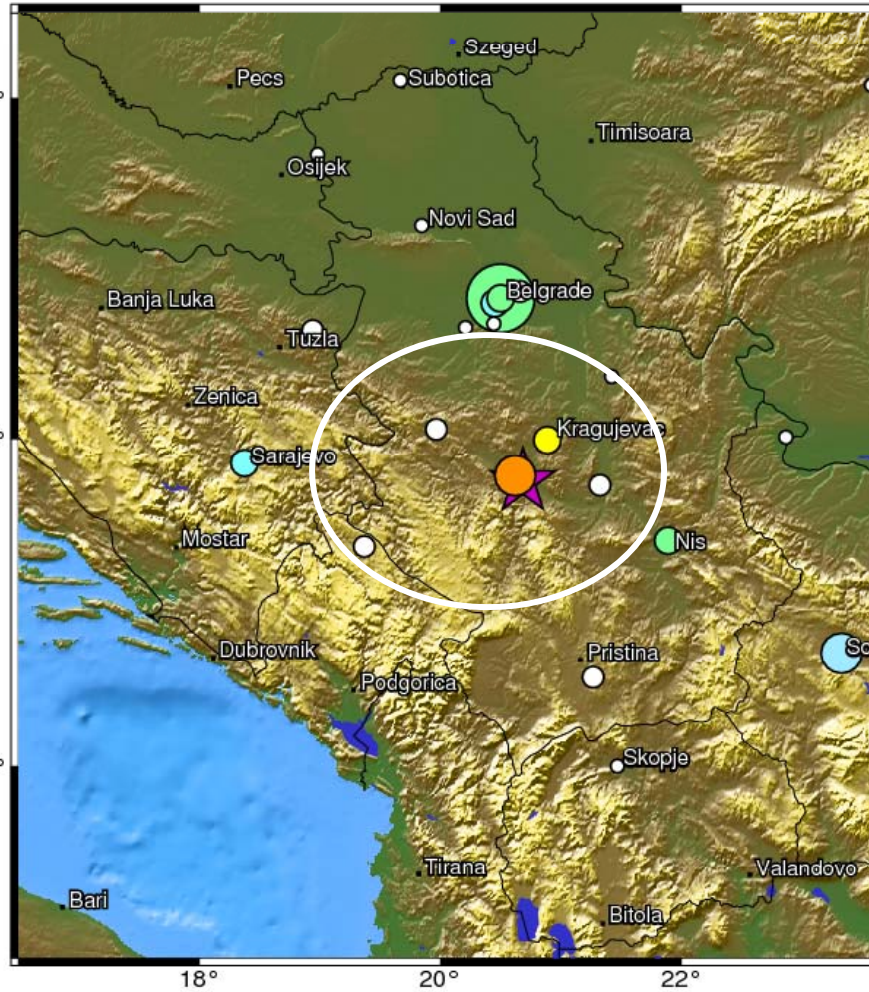 Szeged
Pecs
Subotica
Timisoara
Osijek
Novi Sad
Belgrade
Banja Luka
Tuzla
Zenica
Kragujevac
Sarajevo
Mostar
Nis
Dubrovnik
Pristina
So
Podgorica
Skopje
Tirana
Valandovo
Bari
Bitola
18° 20° 22°